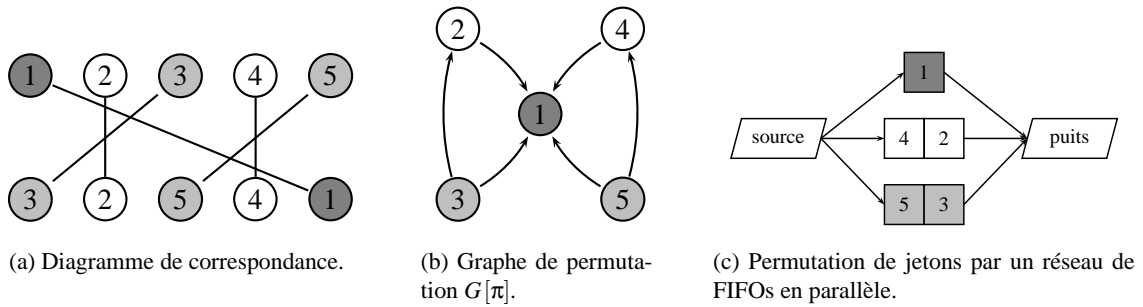 1 2 3 4 5
3 2 5 4 1
(a) Diagramme de correspondance.
2 4
1
3 5
(b) Graphe de permuta-
tion G[π].
1
source 4 2 puits
5 3
(c) Permutation de jetons par un réseau de
FIFOs en parallèle.